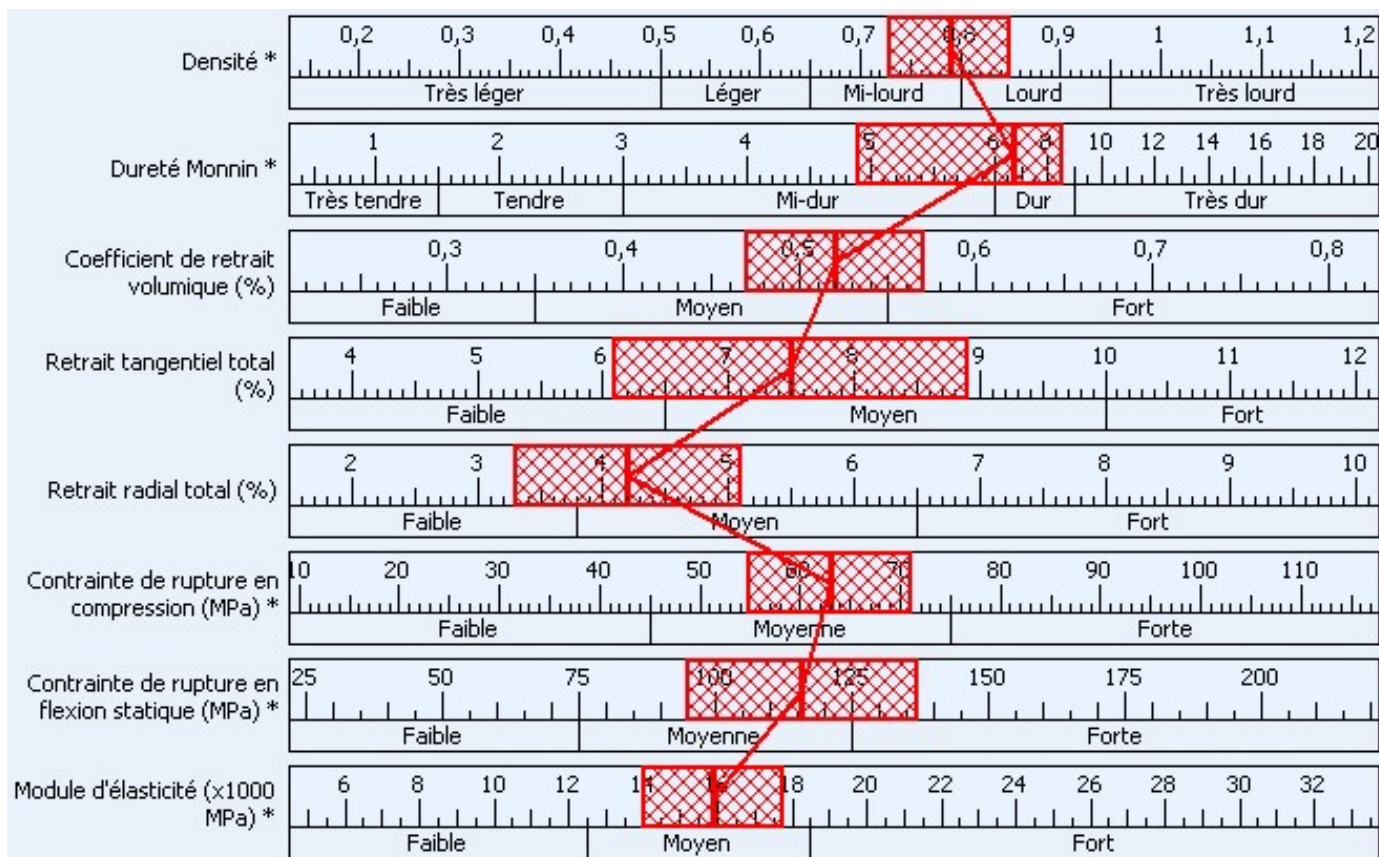 0,2 0,3 0,4 0,5 0,6 0,7 0,8 0,9 1 1,1 1,2
Densité *
Très léger Léger Mi-lourd Lourd Très lourd
1 2 3 4 5 6 8 10 12 14 16 18 20
Dureté Monnin *
Très tendre Tendre Mi-dur Dur Très dur
0,3 0,4 0,5 0,6 0,7 0,8
Coefficient de retrait
volumique (%)
Faible Moyen Fort
4 5 6 7 8 9 10 11 12
Retrait tangentiel total
(%)
Faible Moyen Fort
2 3 4 5 6 7 8 9 10
Retrait radial total (%)
Faible Moyen Fort
10 20 30 40 50 60 70 80 90 100 110
Contrainte de rupture en
compression (MPa) *
Faible Moyenne Forte
25 50 75 100 125 150 175 200
Contrainte de rupture en
flexion statique (MPa) *
Faible Moyenne Forte
6 8 10 12 14 16 18 20 22 24 26 28 30 32
Module d'élasticité (x1000
MPa) *
Faible Moyen Fort